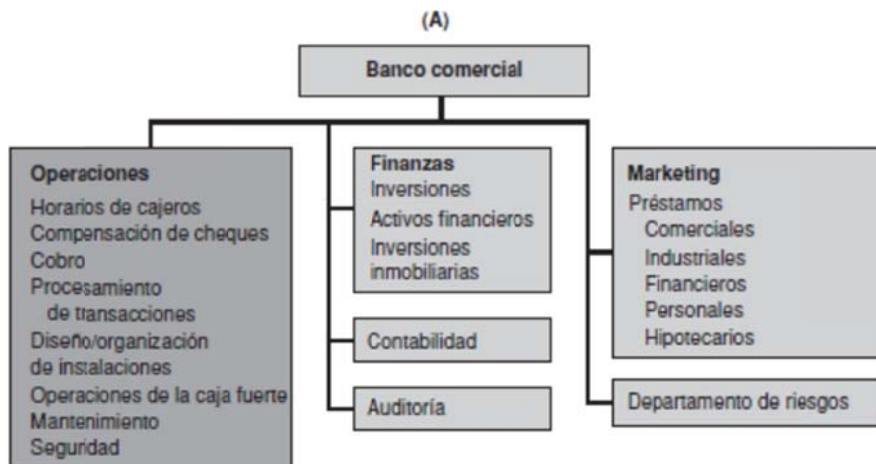 (A)
Banco comercial
Operaciones
Horarios de cajeros
Compensación de cheques
Cobro
Procesamiento
de transacciones
Diseño/organización
de instalaciones
Operaciones de la caja fuerte
Mantenimiento
Seguridad
Finanzas
Inversiones
Activos financieros
Inversiones
inmobiliarias
Contabilidad
Auditoría
Marketing
Préstamos
Comerciales
Industriales
Financieros
Personales
Hipotecarios
Departamento de riesgos